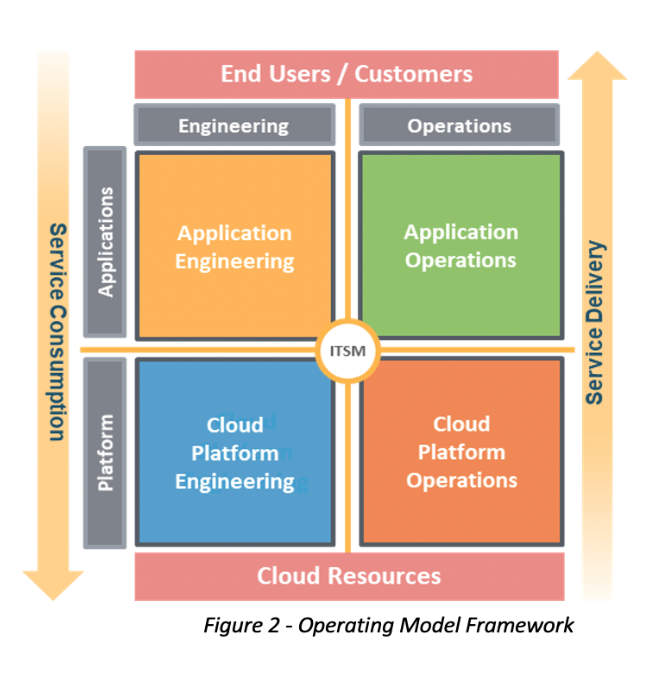 End Users / Customers
Engineering
Operations
Applications
Application
Engineering
Application
Operations
Service Consumption
Service Delivery
ITSM
Platform
Cloud
Platform
Engineering
Cloud
Platform
Operations
Cloud Resources
Figure 2 - Operating Model Framework